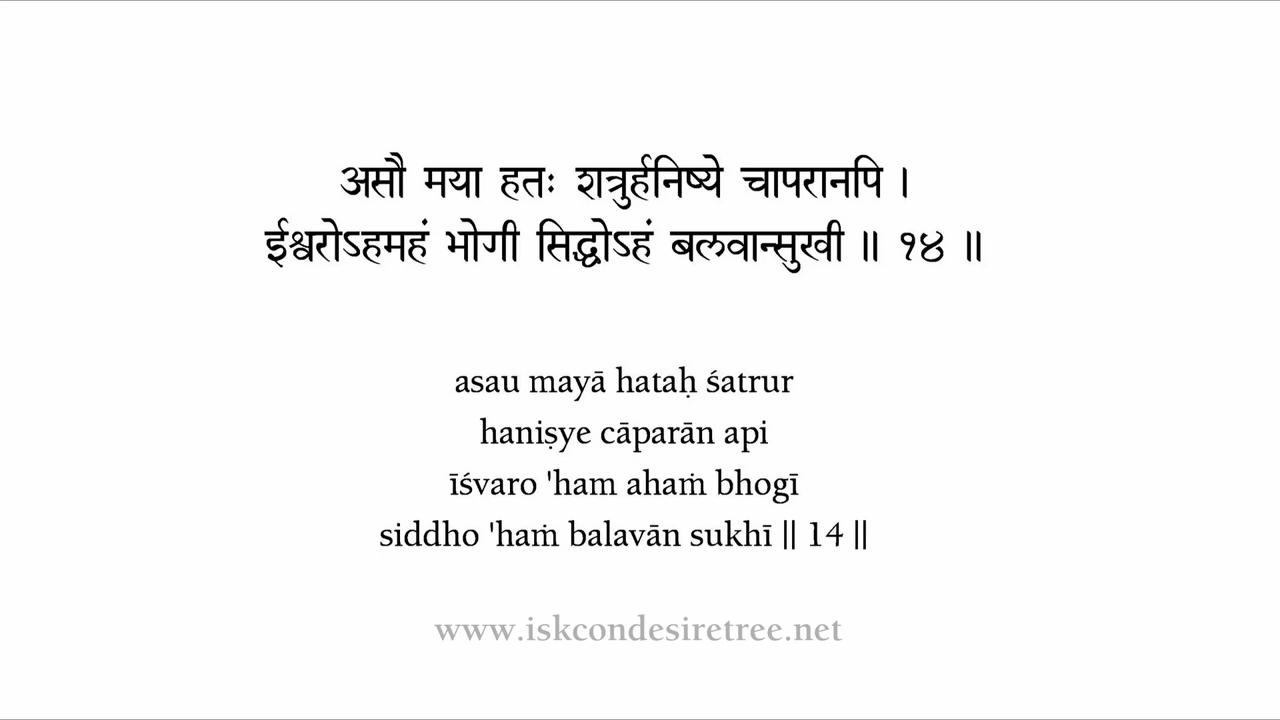 असौ मया हतः शत्रुर्हनिष्ये चापरानपि ।
ईश्वरोऽहमहं भोगी सिद्धोऽहं बलवान्सुखी ॥ १४ ॥
asau mayā hataḥ śatrur
haniṣye cāparān api
īśvaro 'ham ahaṁ bhogī
siddho 'haṁ balavān sukhī || 14 ||
www.iskcondesiretree.net